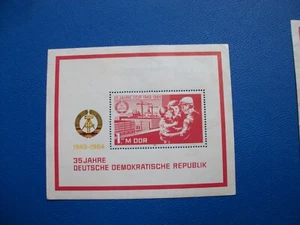 1949-1984
35 JAHRE
DEUTSCHE DEMOKRATISCHE REPUBLIK
1 M DDR